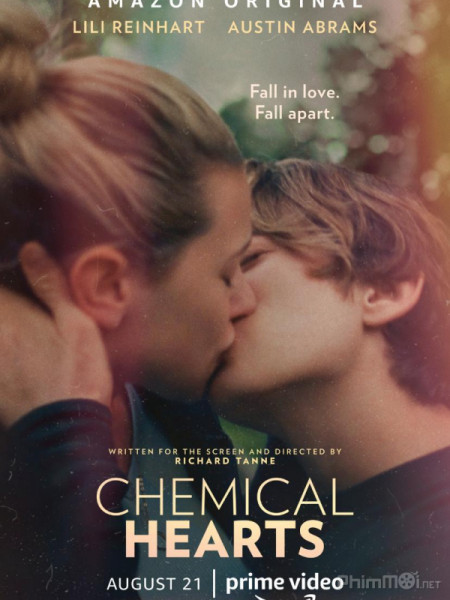 AMAZON ORIGINAL
LILI REINHART AUSTIN ABRAMS
Fall in love.
Fall apart.
WRITTEN FOR THE SCREEN AND DIRECTED BY
RICHARD TANNE
CHEMICAL
HEARTS
AUGUST 21 | prime video
PHIMMOI.NET